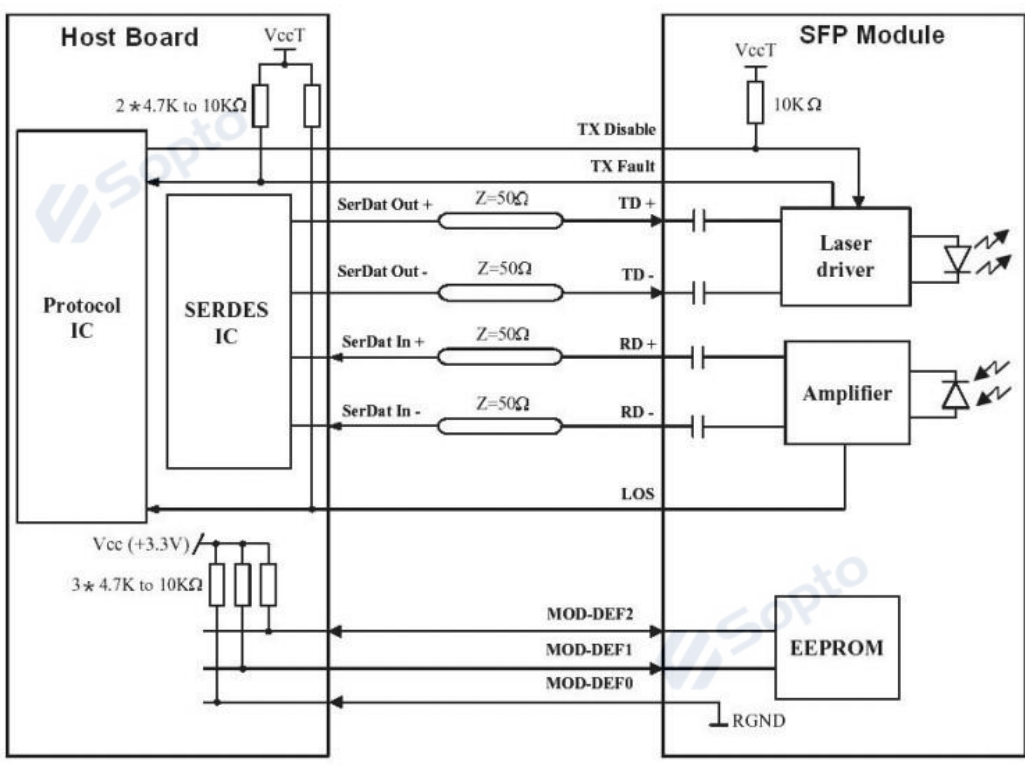 Host Board
SFP Module
VccT
VccT
2*4.7K to 10KΩ
10K Ω
TX Disable
TX Fault
SerDat Out +
Z=50Ω
TD +
Laser
driver
SerDat Out -
Z=50Ω
TD -
Protocol
IC
SERDES
IC
SerDat In +
Z=50Ω
RD +
Amplifier
SerDat In -
Z=50Ω
RD -
LOS
Vcc (+3.3V)
3* 4.7K to 10KΩ
MOD-DEF2
MOD-DEF1
MOD-DEF0
EEPROM
RGND
Sopto
Sopto